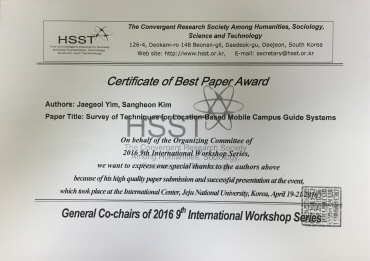 The Convergent Research Society Among Humanities, Sociology,
Science and Technology
126-4, Deokam-ro 148 Beonan-gil, Daedeok-gu, Daejeon, South Korea
Web site: http://www.hsst.or.kr, E-mail: secretary@hsst.or.kr
HSST
The Convergent Research Society
Among Humanities, Sociology,
Science and Technology
Certificate of Best Paper Award
Authors: Jaegeol Yim, Sangheon Kim
Paper Title: Survey of Techniques for Location-Based Mobile Campus Guide Systems
HSST
The Convergent Research Society
Among Humanities, Sociology,
On behalf of the Organizing Committee of
2016 9th International Workshop Series,
we want to express our special thanks to the authors above
because of his high quality paper submission and successful presentation at the event,
which took place at the International Center, Jeju National University, Korea, April 19-21 2016.
General Co-chairs of 2016 9th International Workshop Series